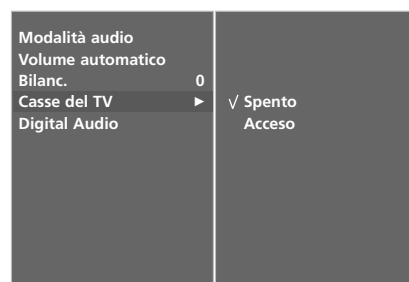 Modalità audio
Volume automatico
Bilanc. 0
Casse del TV ► √ Spento
Digital Audio Acceso